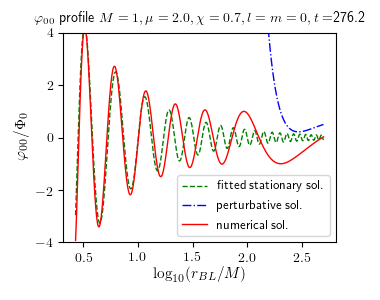 φ₀₀ profile M = 1, μ = 2.0, χ = 0.7, l = m = 0, t =276.2
φ₀₀/Φ₀
4
2
0
−2
−4
fitted stationary sol.
perturbative sol.
numerical sol.
0.5 1.0 1.5 2.0 2.5
log₁₀(r_BL/M)